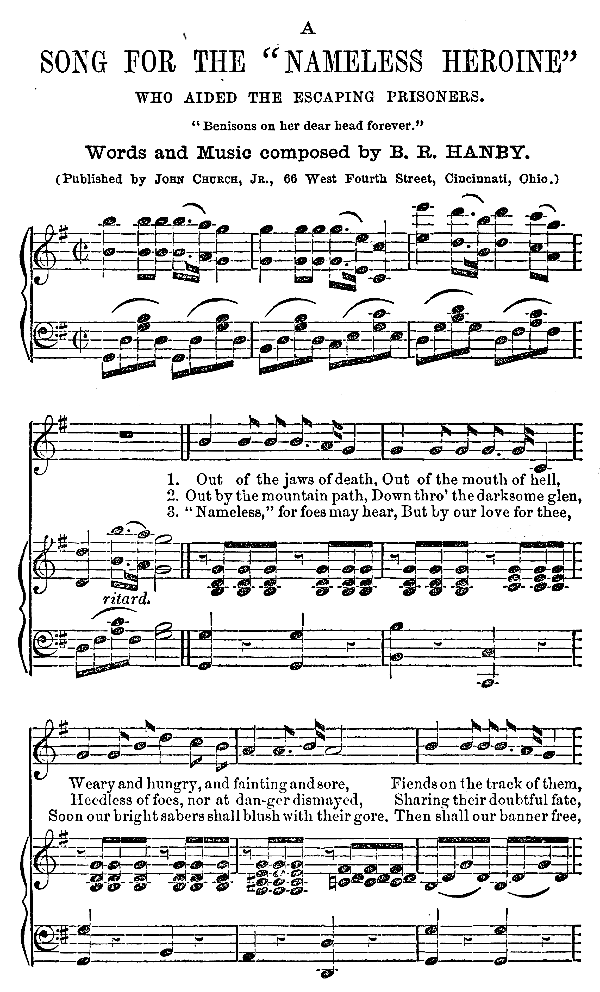 A
SONG FOR THE "NAMELESS HEROINE"
WHO AIDED THE ESCAPING PRISONERS.
"Benisons on her dear head forever."
Words and Music composed by B. R. HANBY.
(Published by JOHN CHURCH, JR., 66 West Fourth Street, Cincinnati, Ohio.)
1. Out of the jaws of death, Out of the mouth of hell,
2. Out by the mountain path, Down thro' the darksome glen,
3. "Nameless," for foes may hear, But by our love for thee,
ritard.
Weary and hungry, and fainting and sore, Fiends on the track of them,
Heedless of foes, nor at dan-ger dismayed, Sharing their doubtful fate,
Soon our bright sabers shall blush with their gore. Then shall our banner free,